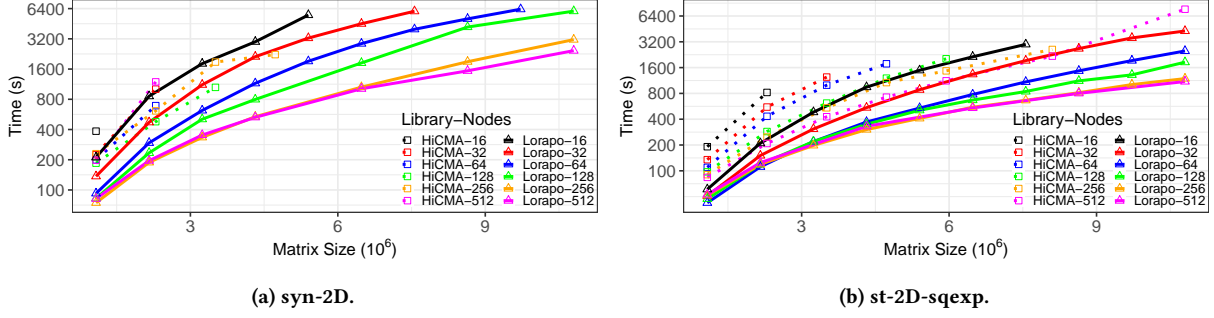 6400
3200
1600
800
400
200
100
Time (s)
3
6
9
Matrix Size (10⁶)
Library−Nodes
HiCMA−16
HiCMA−32
HiCMA−64
HiCMA−128
HiCMA−256
HiCMA−512
Lorapo−16
Lorapo−32
Lorapo−64
Lorapo−128
Lorapo−256
Lorapo−512
(a) syn-2D.
6400
3200
1600
800
400
200
100
Time (s)
3
6
9
Matrix Size (10⁶)
Library−Nodes
HiCMA−16
HiCMA−32
HiCMA−64
HiCMA−128
HiCMA−256
HiCMA−512
Lorapo−16
Lorapo−32
Lorapo−64
Lorapo−128
Lorapo−256
Lorapo−512
(b) st-2D-sqexp.